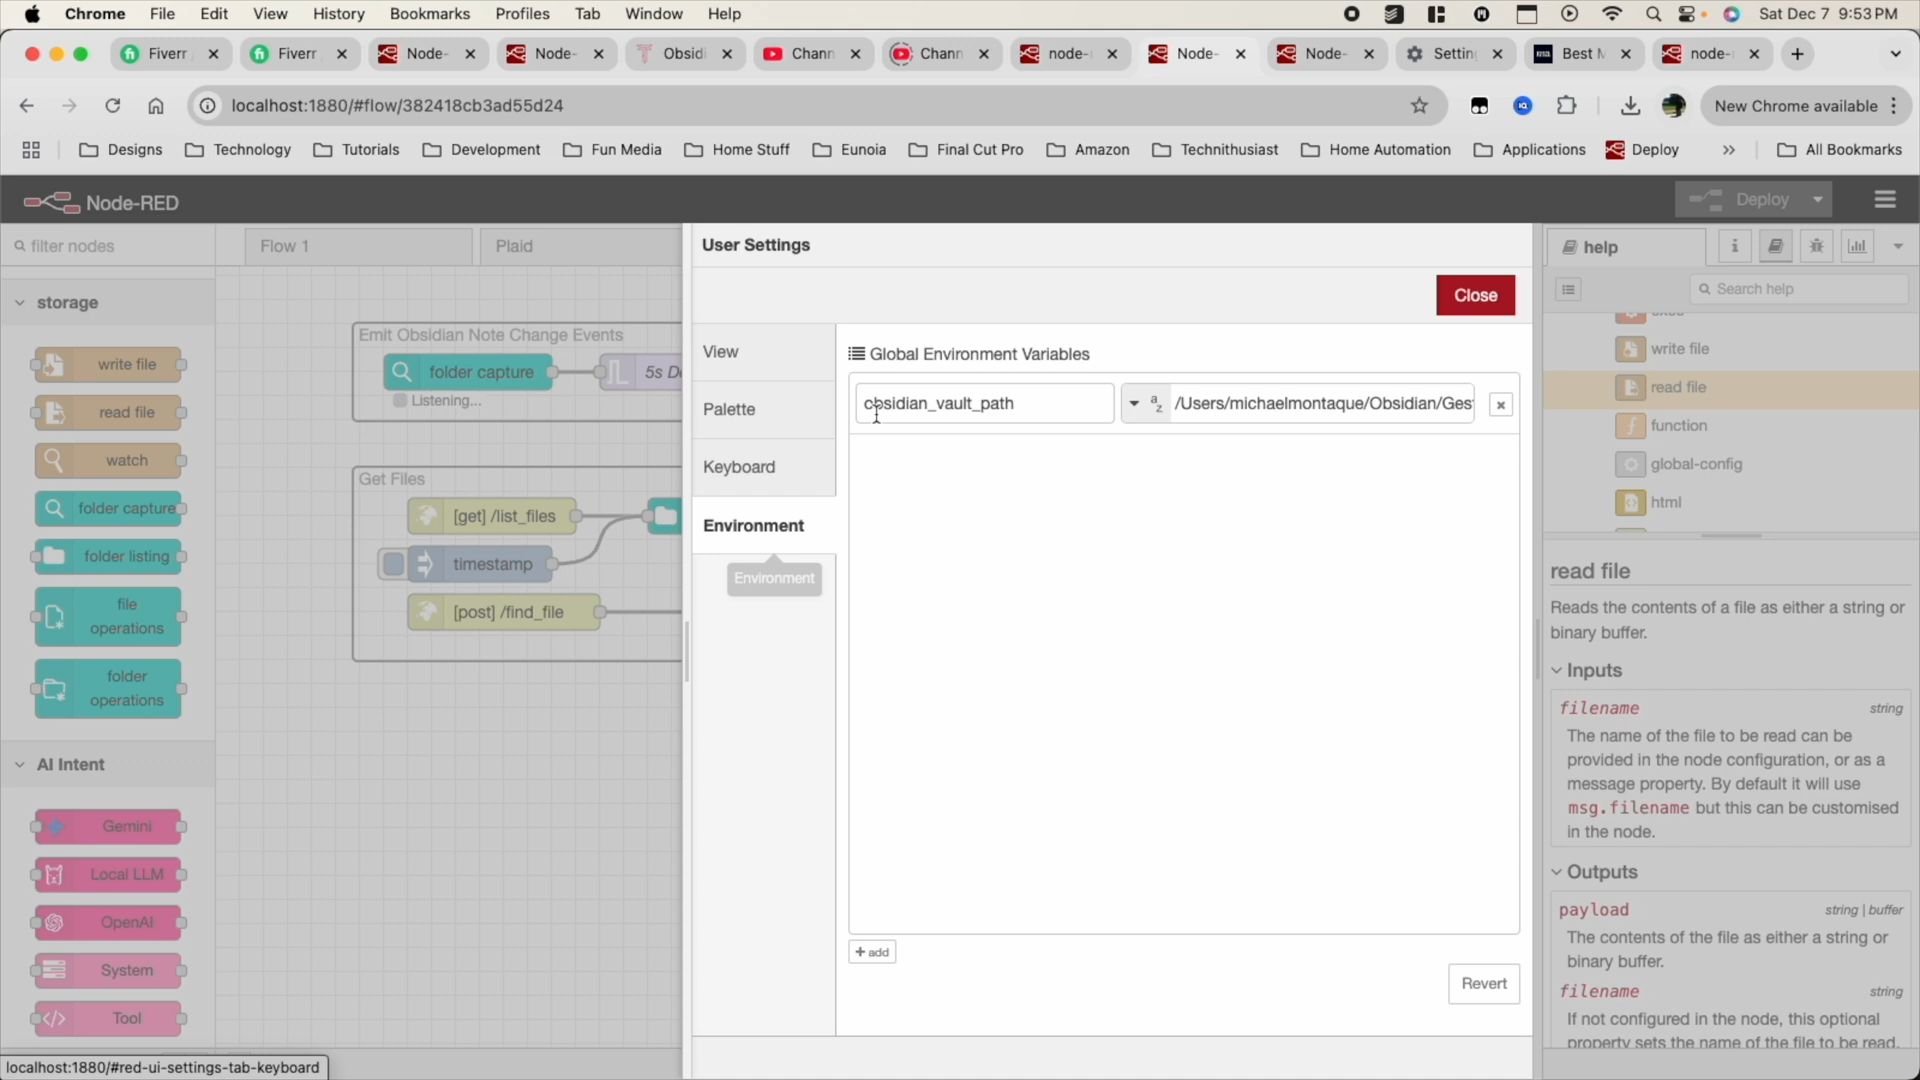 Chrome File Edit View History Bookmarks Profiles Tab Window Help Sat Dec 7 9:53 PM
Fiverr Fiverr Node- Node- Obsidi Chann Chann node- Node- Node- Settin Best M node-
localhost:1880/#flow/382418cb3ad55d24 New Chrome available
Designs Technology Tutorials Development Fun Media Home Stuff Eunoia Final Cut Pro Amazon Technithusiast Home Automation Applications Deploy » All Bookmarks
Node-RED Deploy
filter nodes
Flow 1
Plaid
storage
write file
read file
watch
folder capture
folder listing
file
operations
folder
operations
AI Intent
Gemini
Local LLM
OpenAI
System
Tool
localhost:1880/#red-ui-settings-tab-keyboard
Emit Obsidian Note Change Events
folder capture
5s D
Listening...
Get Files
[get] /list_files
timestamp
[post] /find_file
User Settings
Close
View
Palette
Keyboard
Environment
Environment
Global Environment Variables
obsidian_vault_path
/Users/michaelmontaque/Obsidian/Ges
+ add
Revert
help
Search help
write file
read file
function
global-config
html
read file
Reads the contents of a file as either a string or
binary buffer.
Inputs
filename string
The name of the file to be read can be
provided in the node configuration, or as a
message property. By default it will use
msg.filename but this can be customised
in the node.
Outputs
payload string | buffer
The contents of the file as either a string or
binary buffer.
filename string
If not configured in the node, this optional
property sets the name of the file to be read.